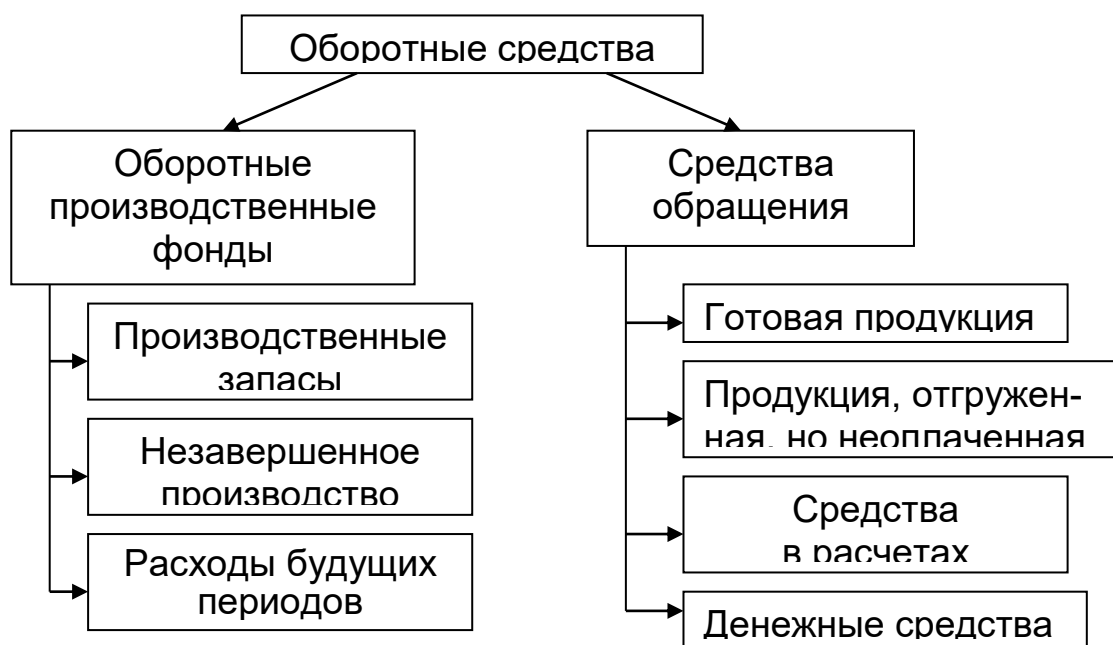 Оборотные средства
Оборотные
производственные
фонды
Средства
обращения
Производственные
запасы
Незавершенное
производство
Расходы будущих
периодов
Готовая продукция
Продукция, отгружен-
ная, но неоплаченная
Средства
в расчетах
Денежные средства